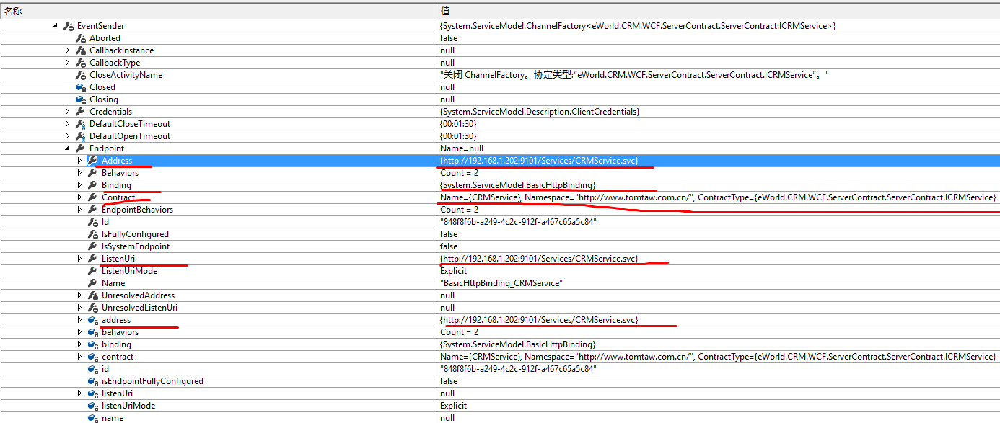 名称 值
EventSender {System.ServiceModel.ChannelFactory<eWorld.CRM.WCF.ServerContract.ServerContract.ICRMService>}
Aborted false
CallbackInstance null
CallbackType null
CloseActivityName "关闭 ChannelFactory。协定类型:“eWorld.CRM.WCF.ServerContract.ServerContract.ICRMService”。"
Closed null
Closing null
Credentials {System.ServiceModel.Description.ClientCredentials}
DefaultCloseTimeout {00:01:30}
DefaultOpenTimeout {00:01:30}
Endpoint Name=null
Address {http://192.168.1.202:9101/Services/CRMService.svc}
Behaviors Count = 2
Binding {System.ServiceModel.BasicHttpBinding}
Contract Name={CRMService}, Namespace="http://www.tomtaw.com.cn/", ContractType={eWorld.CRM.WCF.ServerContract.ServerContract.ICRMService}
EndpointBehaviors Count = 2
Id "848f8f6b-a249-4c2c-912f-a467c65a5c84"
IsFullyConfigured false
IsSystemEndpoint false
ListenUri {http://192.168.1.202:9101/Services/CRMService.svc}
ListenUriMode Explicit
Name "BasicHttpBinding_CRMService"
UnresolvedAddress null
UnresolvedListenUri null
address {http://192.168.1.202:9101/Services/CRMService.svc}
behaviors Count = 2
binding {System.ServiceModel.BasicHttpBinding}
contract Name={CRMService}, Namespace="http://www.tomtaw.com.cn/", ContractType={eWorld.CRM.WCF.ServerContract.ServerContract.ICRMService}
id "848f8f6b-a249-4c2c-912f-a467c65a5c84"
isEndpointFullyConfigured false
listenUri null
listenUriMode Explicit
name null